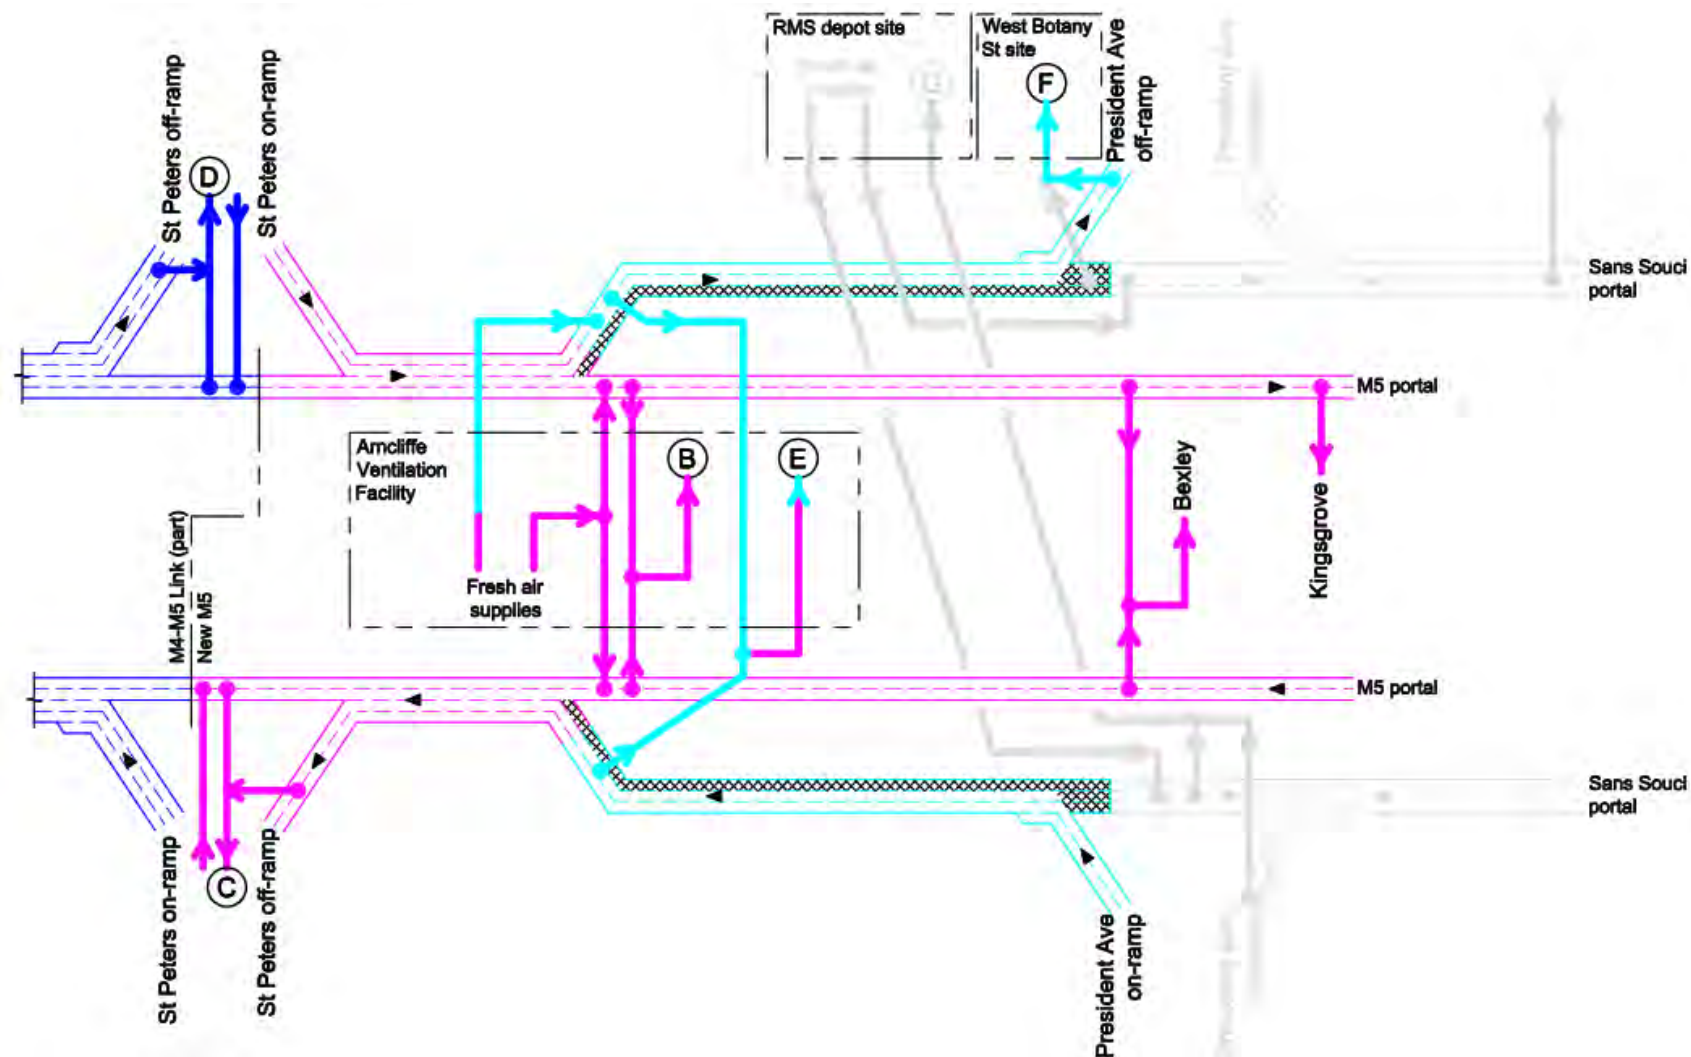 RMS depot site
West Botany
St site
F
President Ave
off-ramp
St Peters off-ramp
D
St Peters on-ramp
Sans Souci
portal
M5 portal
Arncliffe
Ventilation
Facility
B
E
Bexley
Kingsgrove
Fresh air
supplies
M4-M5 Link (part)
New M5
M5 portal
Sans Souci
portal
St Peters on-ramp
C
St Peters off-ramp
President Ave
on-ramp